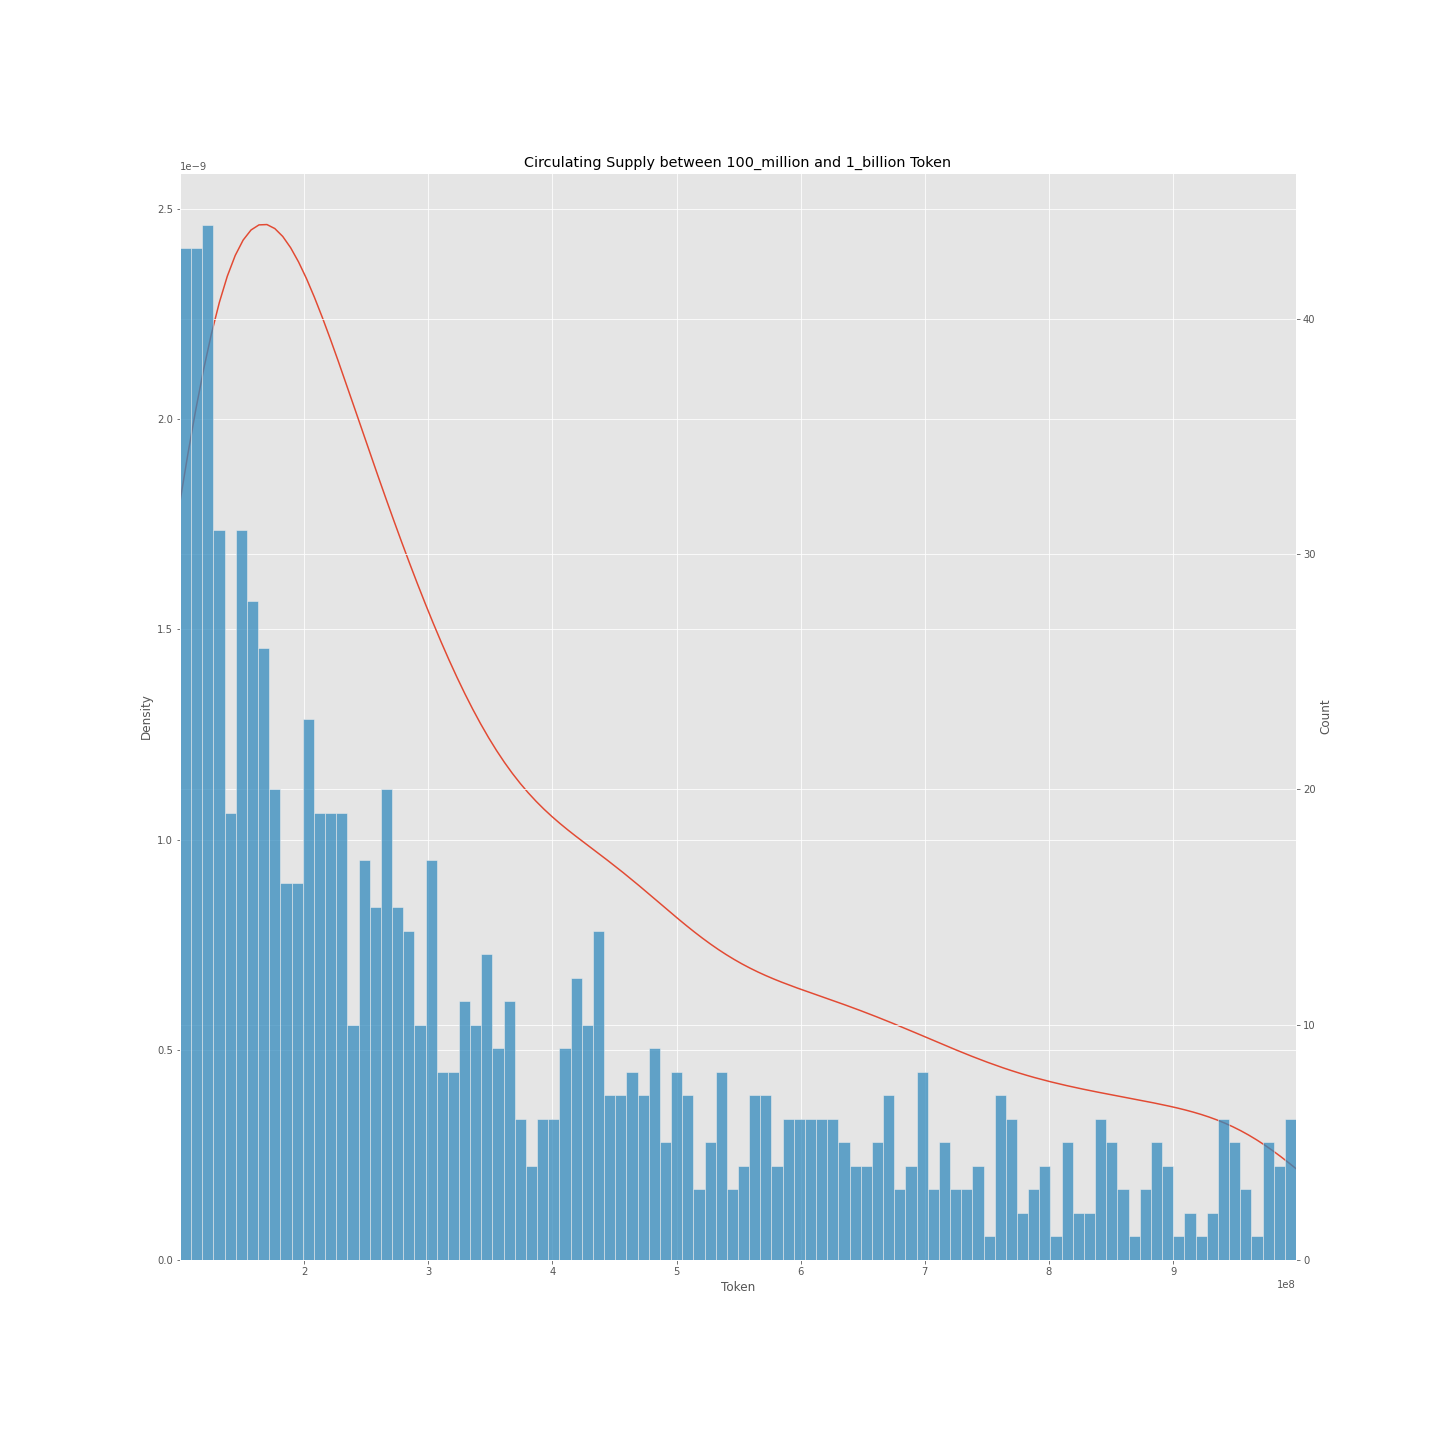 Circulating Supply between 100_million and 1_billion Token
1e−9
2.5
2.0
1.5
1.0
0.5
0.0
Density
40
30
20
10
0
Count
2 3 4 5 6 7 8 9
1e8
Token